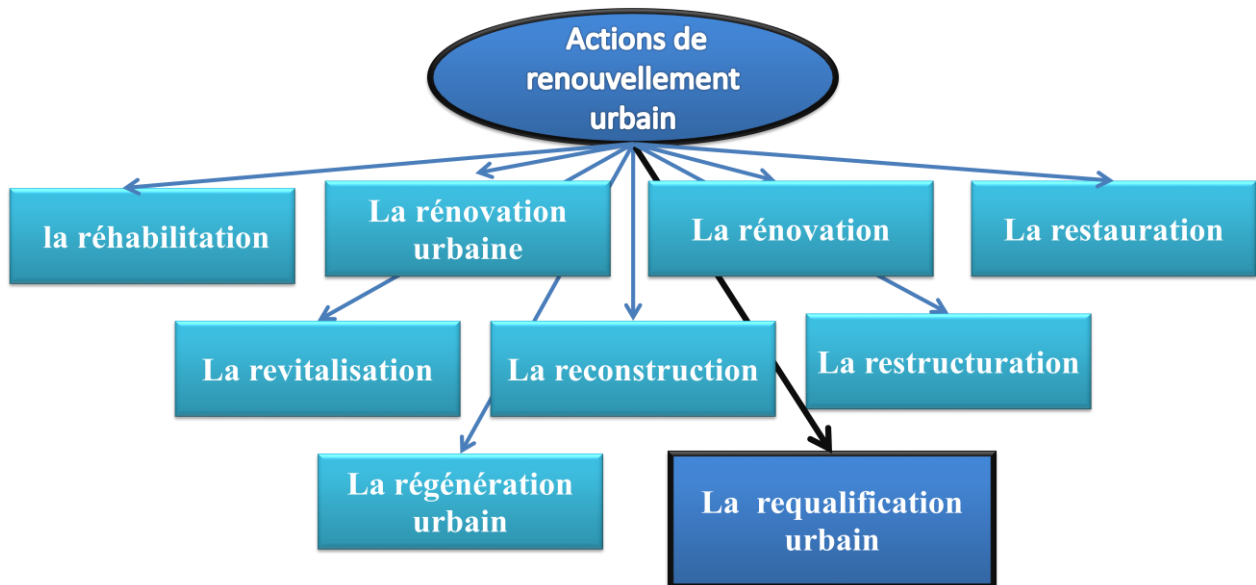 Actions de
renouvellement
urbain
la réhabilitation
La rénovation
urbaine
La rénovation
La restauration
La revitalisation
La reconstruction
La restructuration
La régénération
urbain
La requalification
urbain